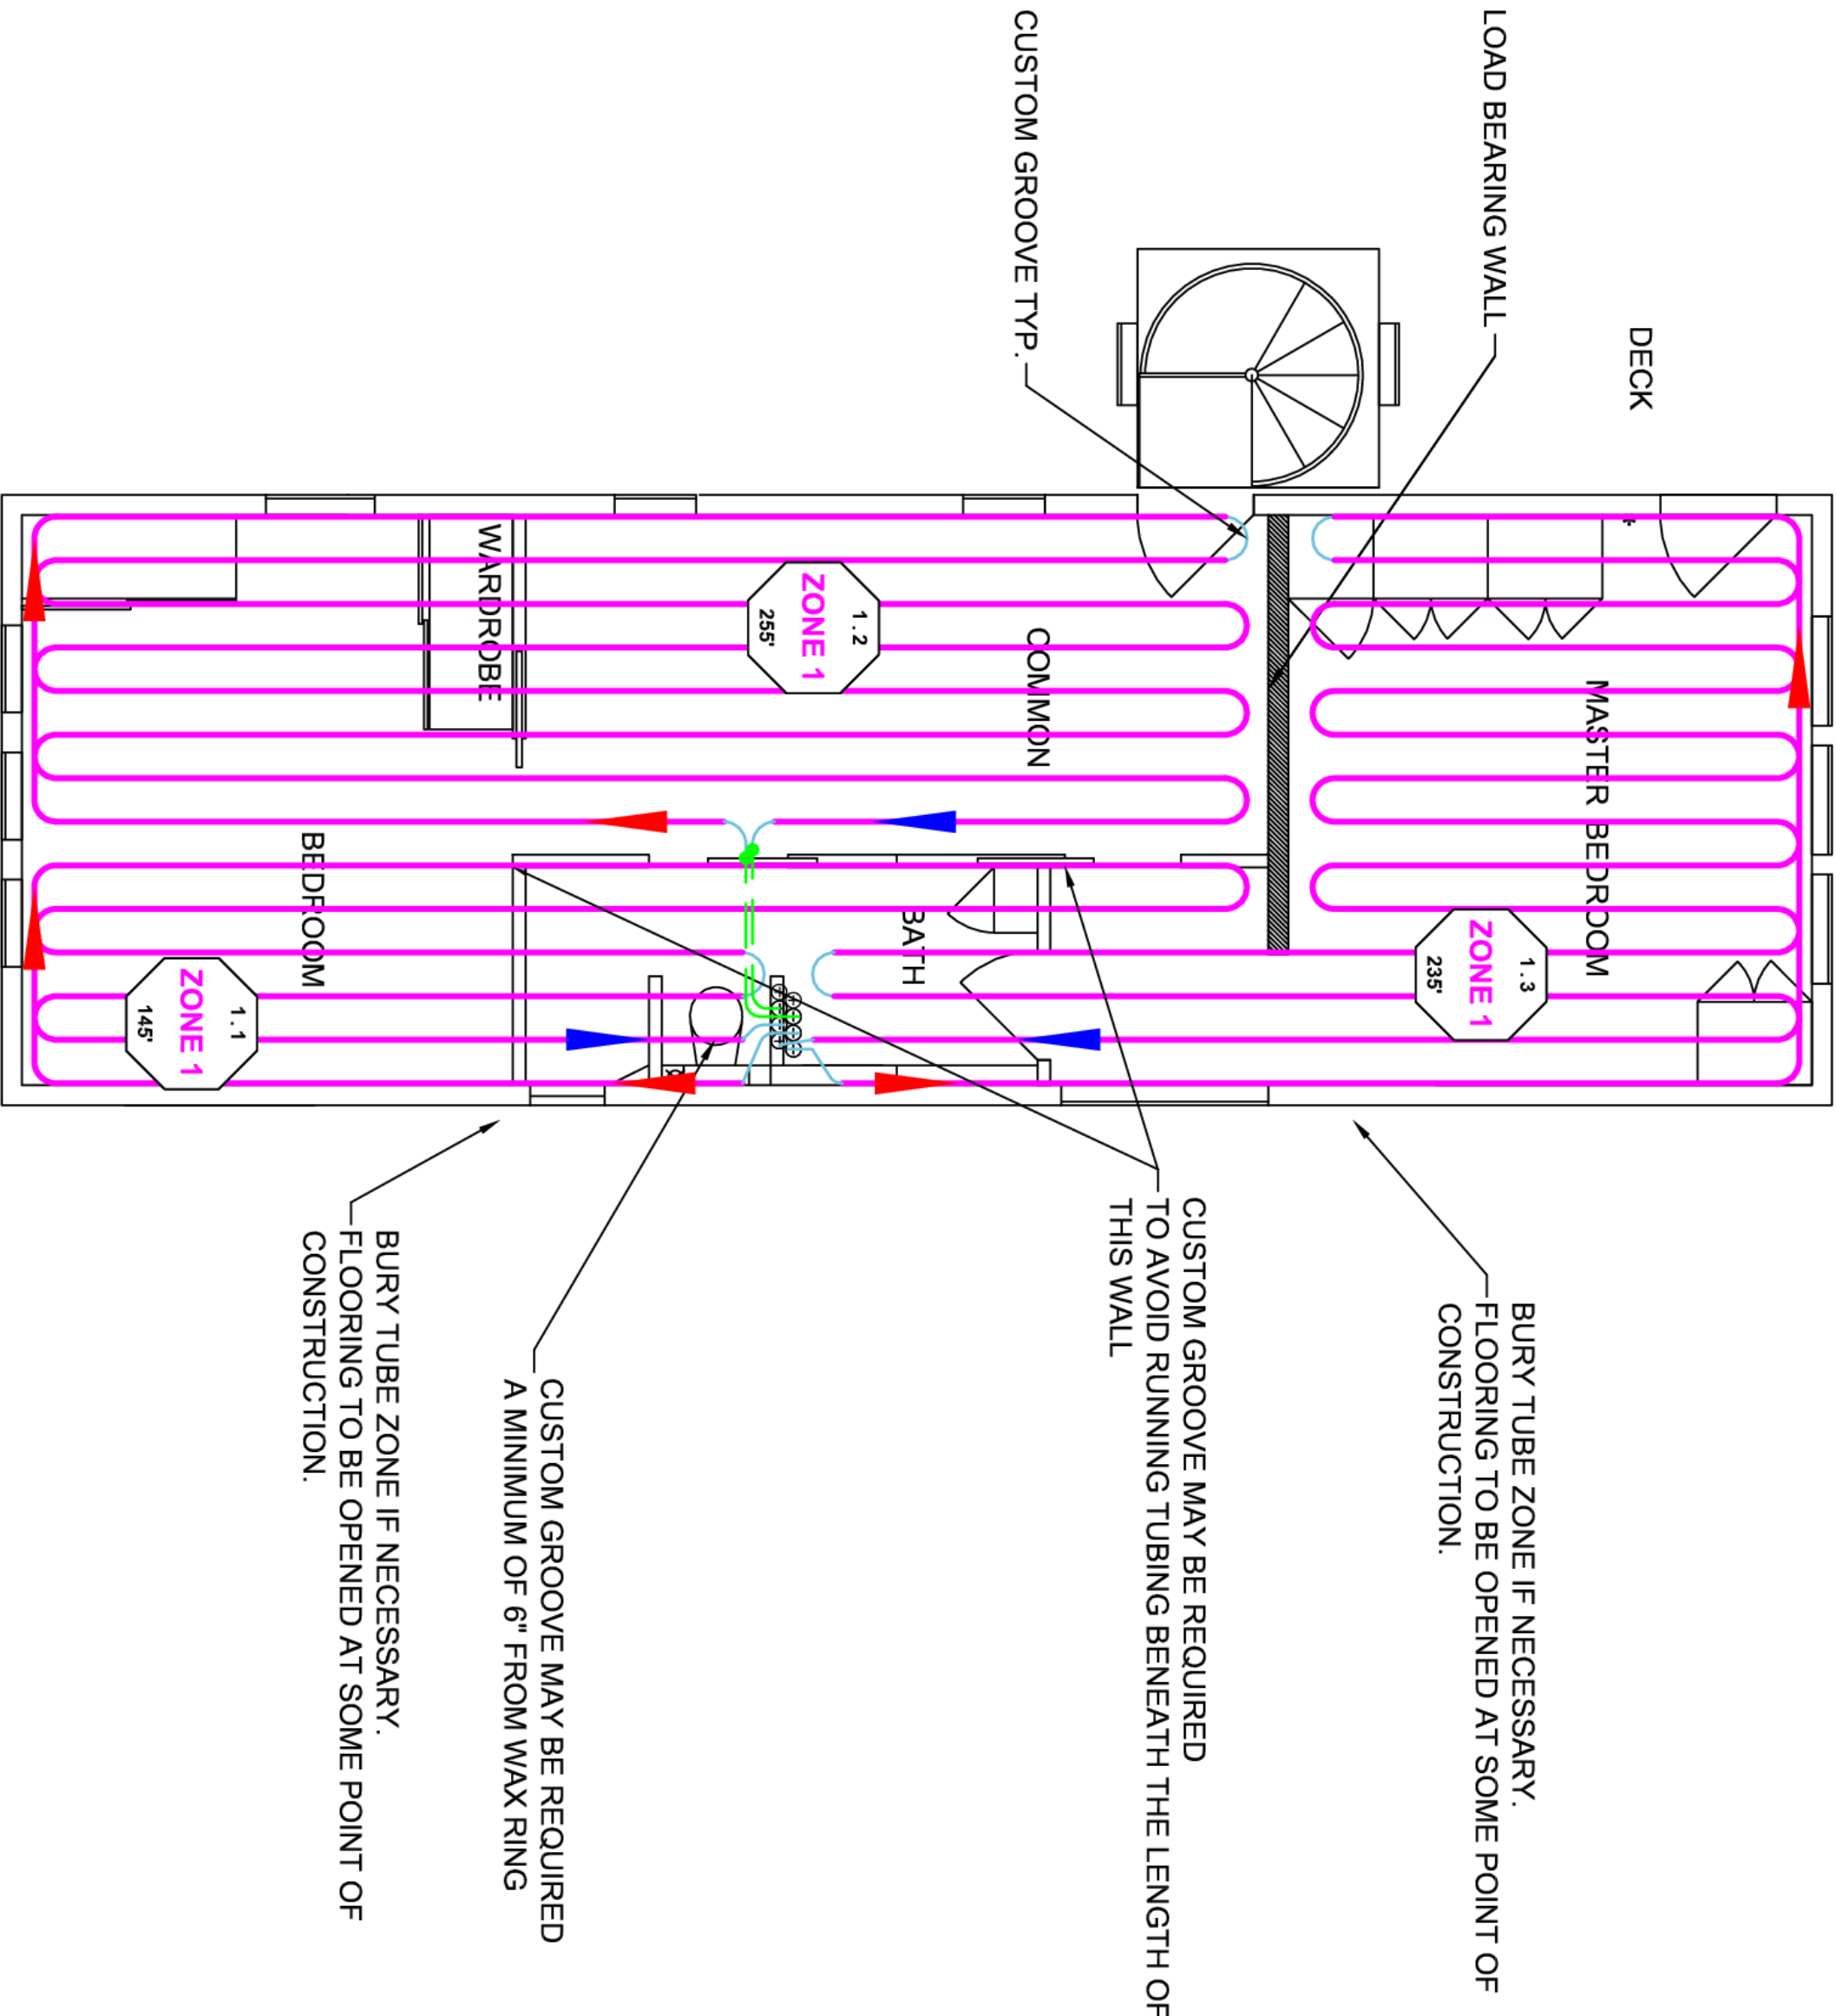 DECK
LOAD BEARING WALL
CUSTOM GROOVE TYP.
*
MASTER BEDROOM
COMMON
WARDROBE
BATH
BEDROOM
1.3
ZONE 1
235'
1.2
ZONE 1
255'
1.1
ZONE 1
145'
BURY TUBE ZONE IF NECESSARY.
FLOORING TO BE OPENED AT SOME POINT OF
CONSTRUCTION.
CUSTOM GROOVE MAY BE REQUIRED
TO AVOID RUNNING TUBING BENEATH THE LENGTH OF
THIS WALL
CUSTOM GROOVE MAY BE REQUIRED
A MINIMUM OF 6" FROM WAX RING
BURY TUBE ZONE IF NECESSARY.
FLOORING TO BE OPENED AT SOME POINT OF
CONSTRUCTION.